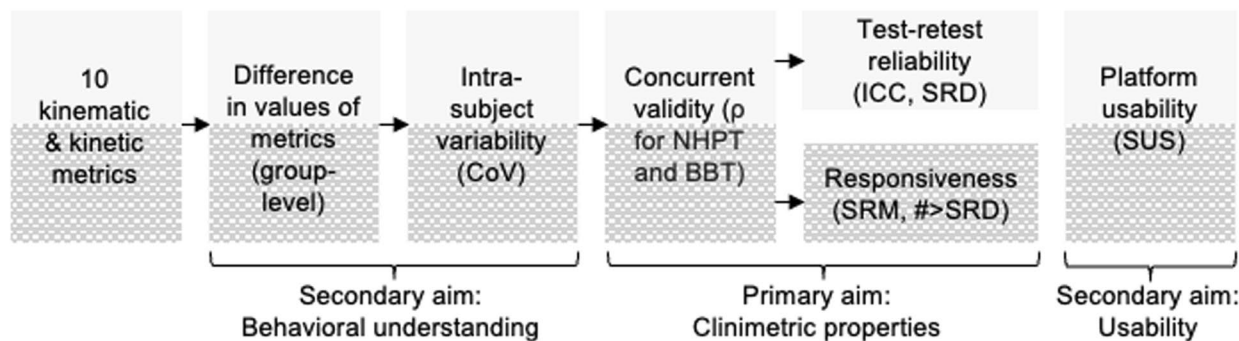 10
kinematic
& kinetic
metrics
Difference
in values of
metrics
(group-
level)
Intra-
subject
variability
(CoV)
Concurrent
validity (ρ
for NHPT
and BBT)
Test-retest
reliability
(ICC, SRD)
Responsiveness
(SRM, #>SRD)
Platform
usability
(SUS)
Secondary aim:
Behavioral understanding
Primary aim:
Clinimetric properties
Secondary aim:
Usability